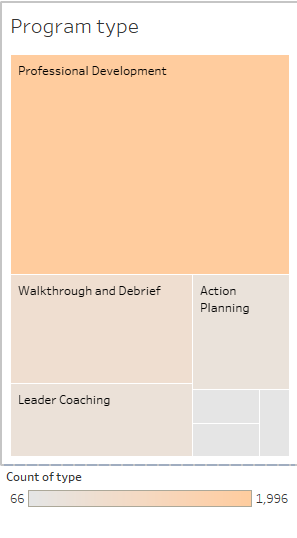 Program type
Professional Development
Walkthrough and Debrief
Action
Planning
Leader Coaching
Count of type
66
1,996